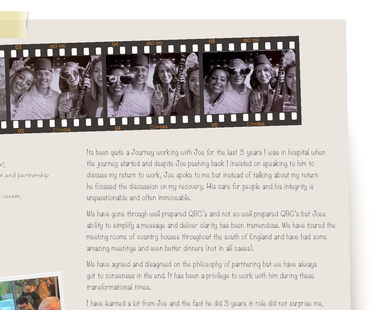 Its been quite a Journey working with Joe for the last 3 years I was in hospital when
the journey started and despite Joe pushing back I insisted on speaking to him to
discuss my return to work, Joe spoke to me but instead of talking about my return
he focused the discussion on my recovery. His care for people and his integrity is
unquestionable and often immovable.
We have gone through well prepared QBC's and not so well prepared QBC's but Joes
ability to simplify a message and deliver clarity has been tremendous. We have toured the
meeting rooms of country houses throughout the south of England and have had some
amazing meetings and even better dinners (not in all cases).
We have agreed and disagreed on the philosophy of partnering but we have always
got to consensus in the end. It has been a privilege to work with him during these
transformational times.
I have learned a lot from Joe and the fact he did 3 years in role did not surprise me,
and partnership
career,